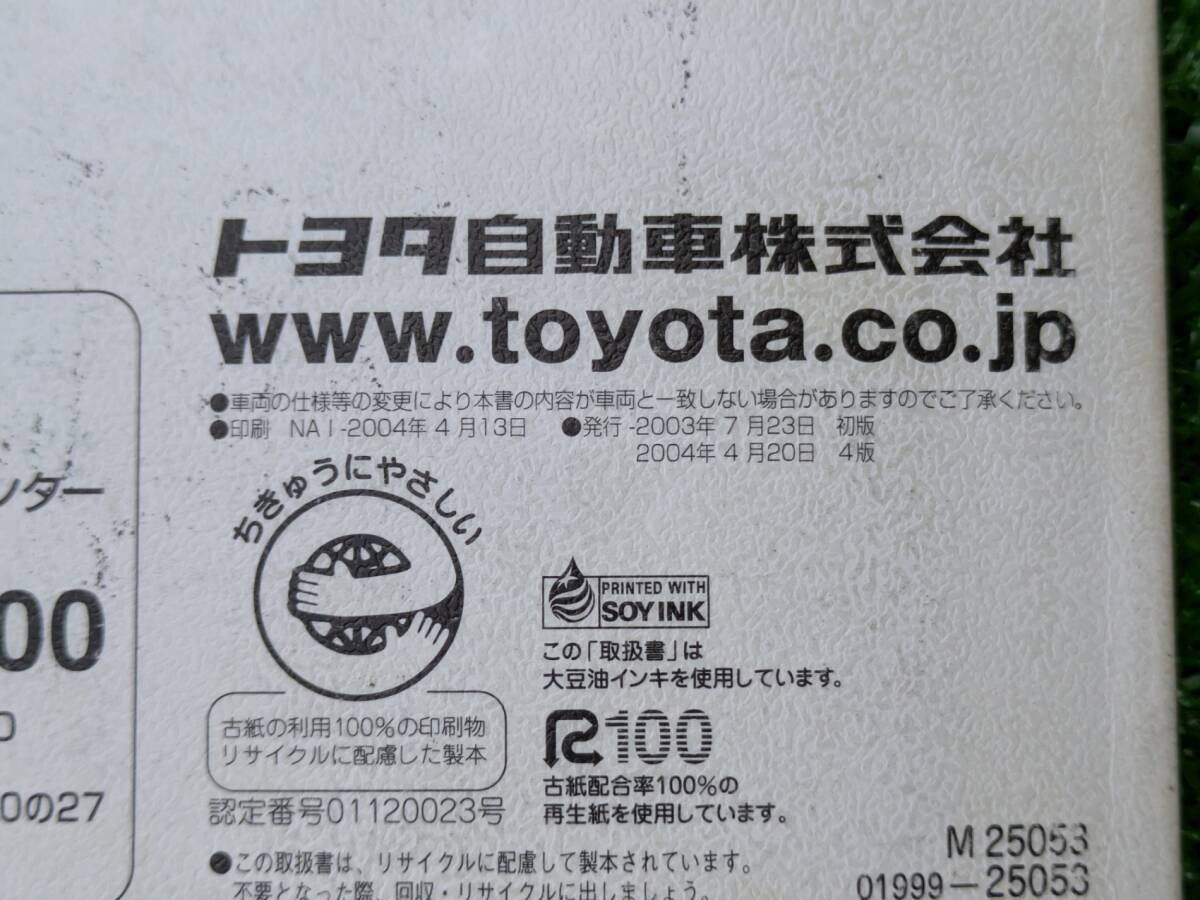 トヨタ自動車株式会社
www.toyota.co.jp
●車両の仕様等の変更により本書の内容が車両と一致しない場合がありますのでご了承ください。
●印刷 NAI-2004年4月13日 ●発行-2003年7月23日 初版
2004年4月20日 4版
ちきゅうにやさしい
古紙の利用100%の印刷物
リサイクルに配慮した製本
認定番号01120023号
PRINTED WITH
SOY INK
この「取扱書」は
大豆油インキを使用しています。
R100
古紙配合率100%の
再生紙を使用しています。
●この取扱書は、リサイクルに配慮して製本されています。
不要となった際、回収・リサイクルに出しましょう。
M 25053
01999-25053
ンター
00
0の27